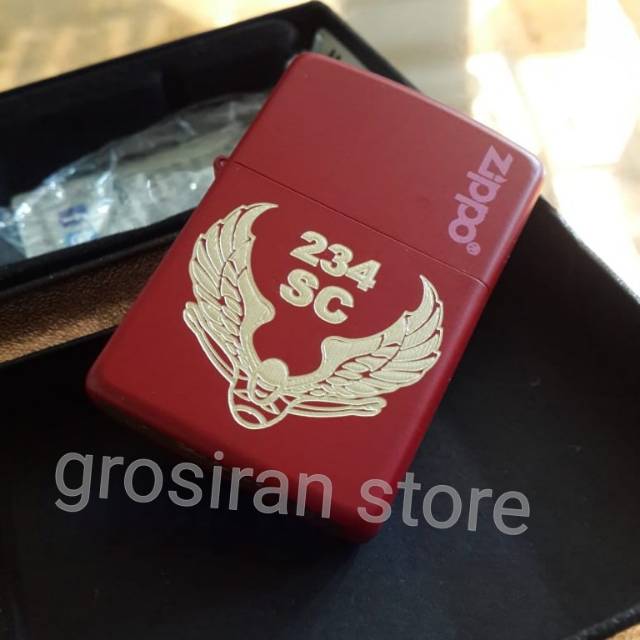 zippo®
234
SC
grosiran store